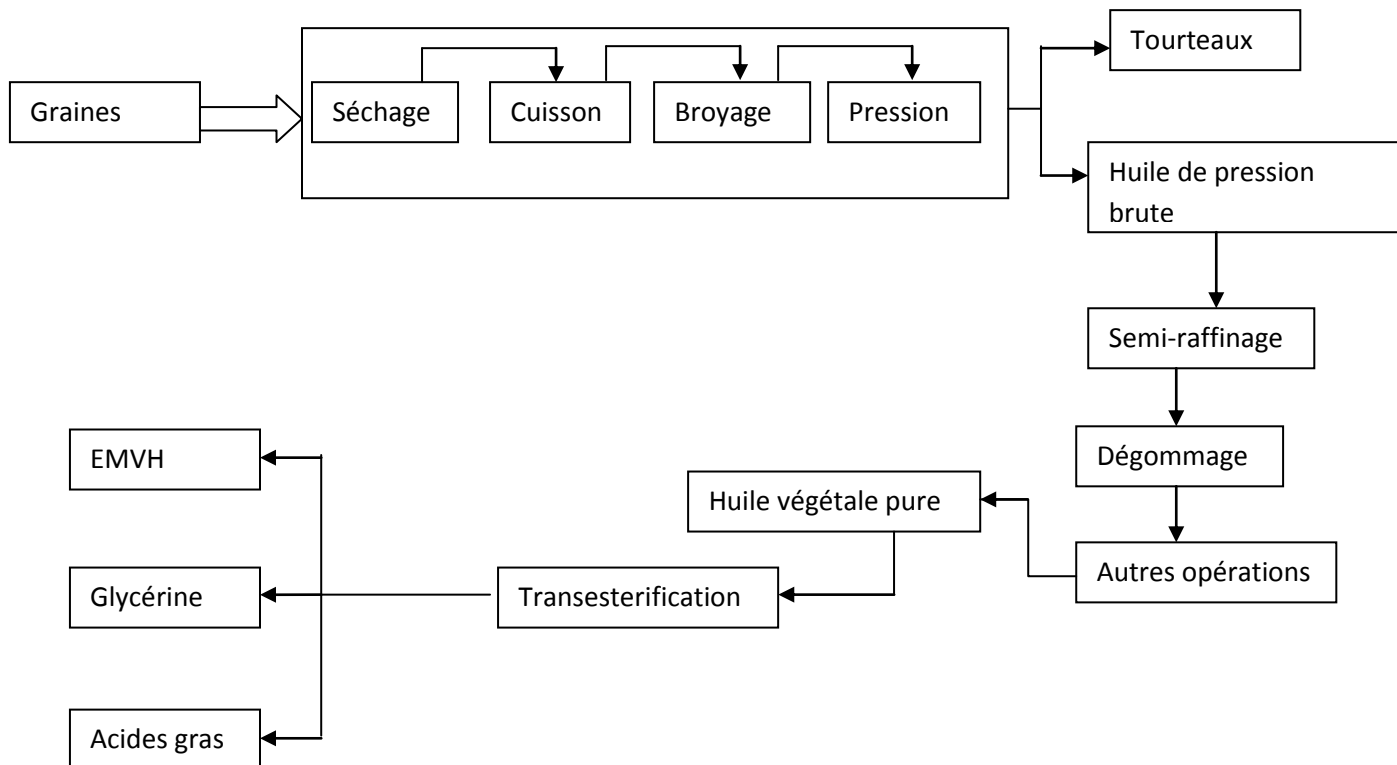 Tourteaux
Graines
Séchage
Cuisson
Broyage
Pression
Huile de pression
brute
Semi-raffinage
Dégommage
EMVH
Huile végétale pure
Autres opérations
Glycérine
Transesterification
Acides gras